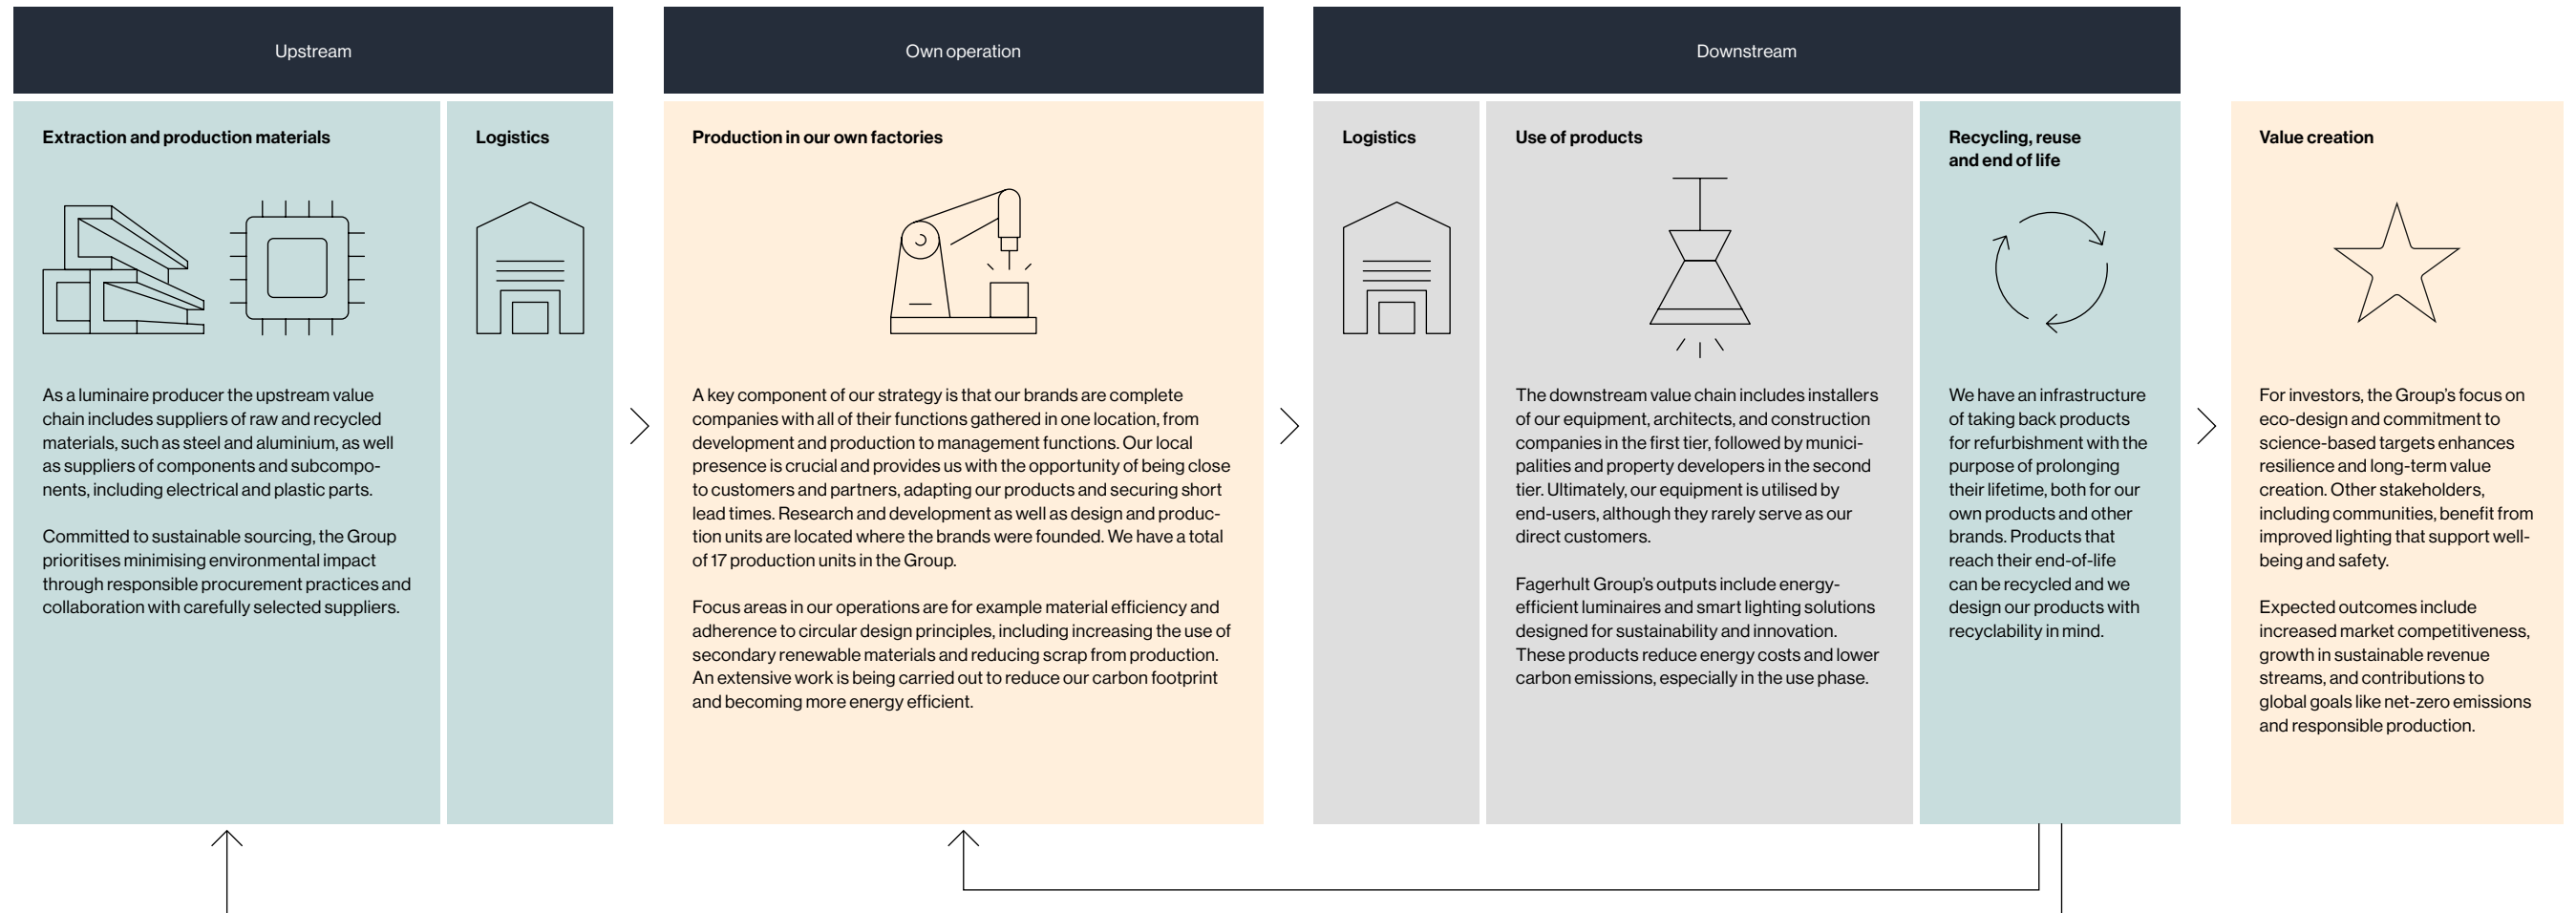 Upstream
Own operation
Downstream
Extraction and production materials
As a luminaire producer the upstream value
chain includes suppliers of raw and recycled
materials, such as steel and aluminium, as well
as suppliers of components and subcompo-
nents, including electrical and plastic parts.
Committed to sustainable sourcing, the Group
prioritises minimising environmental impact
through responsible procurement practices and
collaboration with carefully selected suppliers.
Logistics
Production in our own factories
A key component of our strategy is that our brands are complete
companies with all of their functions gathered in one location, from
development and production to management functions. Our local
presence is crucial and provides us with the opportunity of being close
to customers and partners, adapting our products and securing short
lead times. Research and development as well as design and produc-
tion units are located where the brands were founded. We have a total
of 17 production units in the Group.
Focus areas in our operations are for example material efficiency and
adherence to circular design principles, including increasing the use of
secondary renewable materials and reducing scrap from production.
An extensive work is being carried out to reduce our carbon footprint
and becoming more energy efficient.
Logistics
Use of products
The downstream value chain includes installers
of our equipment, architects, and construction
companies in the first tier, followed by munici-
palities and property developers in the second
tier. Ultimately, our equipment is utilised by
end-users, although they rarely serve as our
direct customers.
Fagerhult Group's outputs include energy-
efficient luminaires and smart lighting solutions
designed for sustainability and innovation.
These products reduce energy costs and lower
carbon emissions, especially in the use phase.
Recycling, reuse
and end of life
We have an infrastructure
of taking back products
for refurbishment with the
purpose of prolonging
their lifetime, both for our
own products and other
brands. Products that
reach their end-of-life
can be recycled and we
design our products with
recyclability in mind.
Value creation
For investors, the Group's focus on
eco-design and commitment to
science-based targets enhances
resilience and long-term value
creation. Other stakeholders,
including communities, benefit from
improved lighting that support well-
being and safety.
Expected outcomes include
increased market competitiveness,
growth in sustainable revenue
streams, and contributions to
global goals like net-zero emissions
and responsible production.